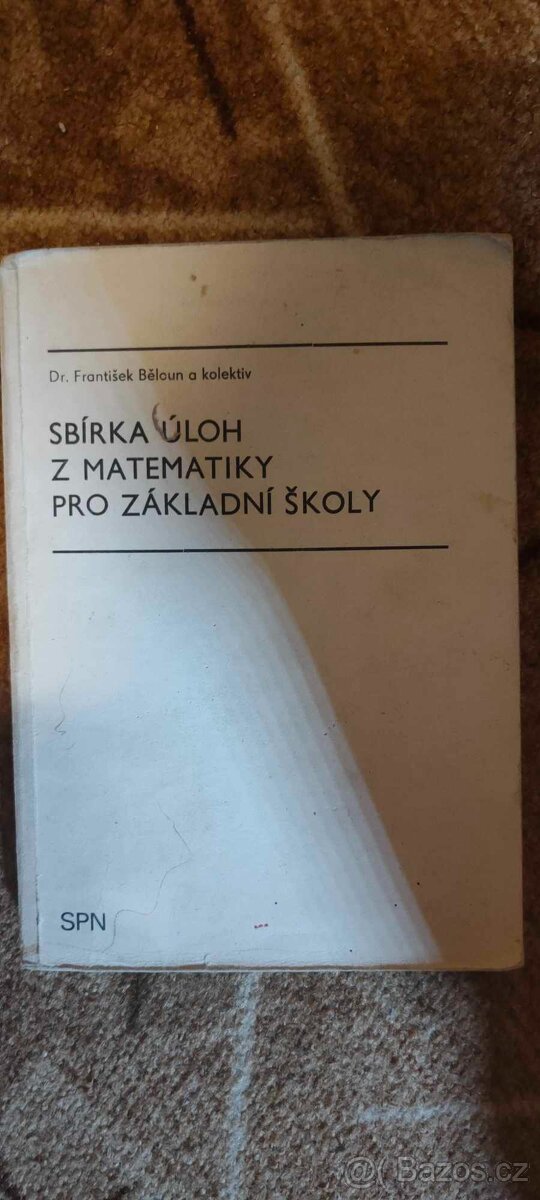 Dr. František Běloun a kolektiv
SBÍRKA ÚLOH
Z MATEMATIKY
PRO ZÁKLADNÍ ŠKOLY
SPN
Bazos.cz